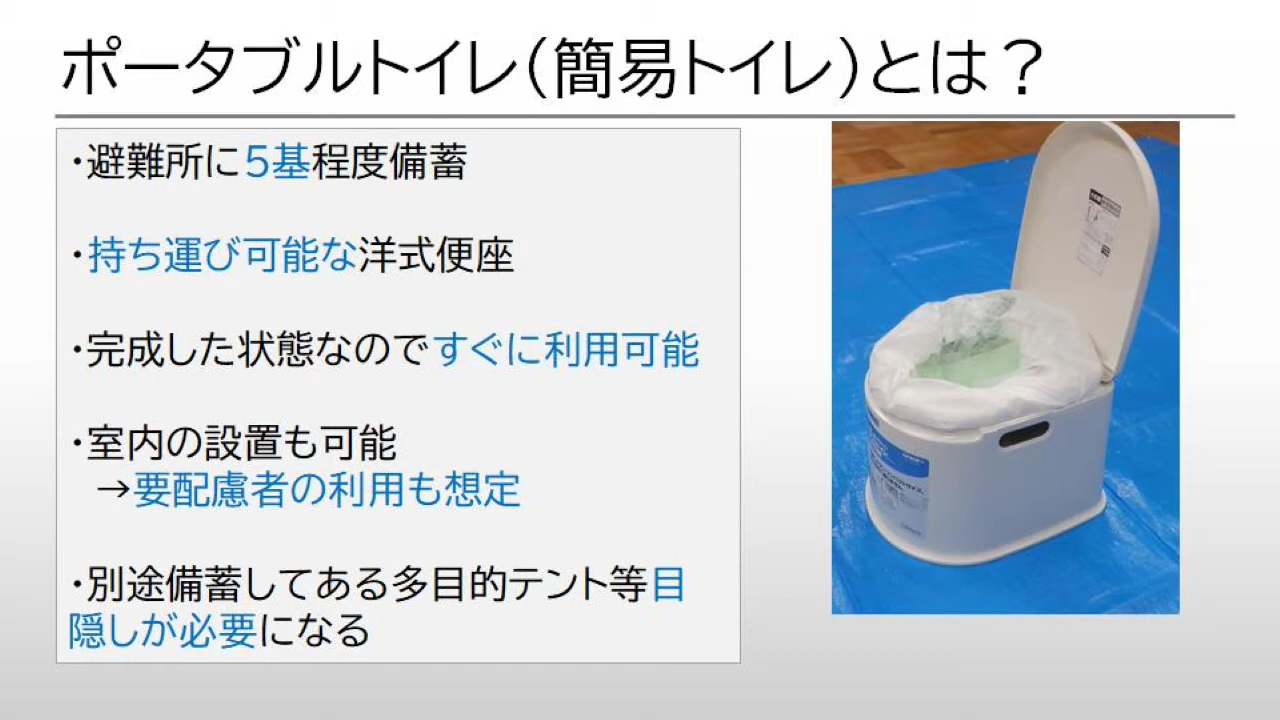 ポータブルトイレ(簡易トイレ)とは？
・避難所に5基程度備蓄
・持ち運び可能な洋式便座
・完成した状態なのですぐに利用可能
・室内の設置も可能
→要配慮者の利用も想定
・別途備蓄してある多目的テント等目
隠しが必要になる